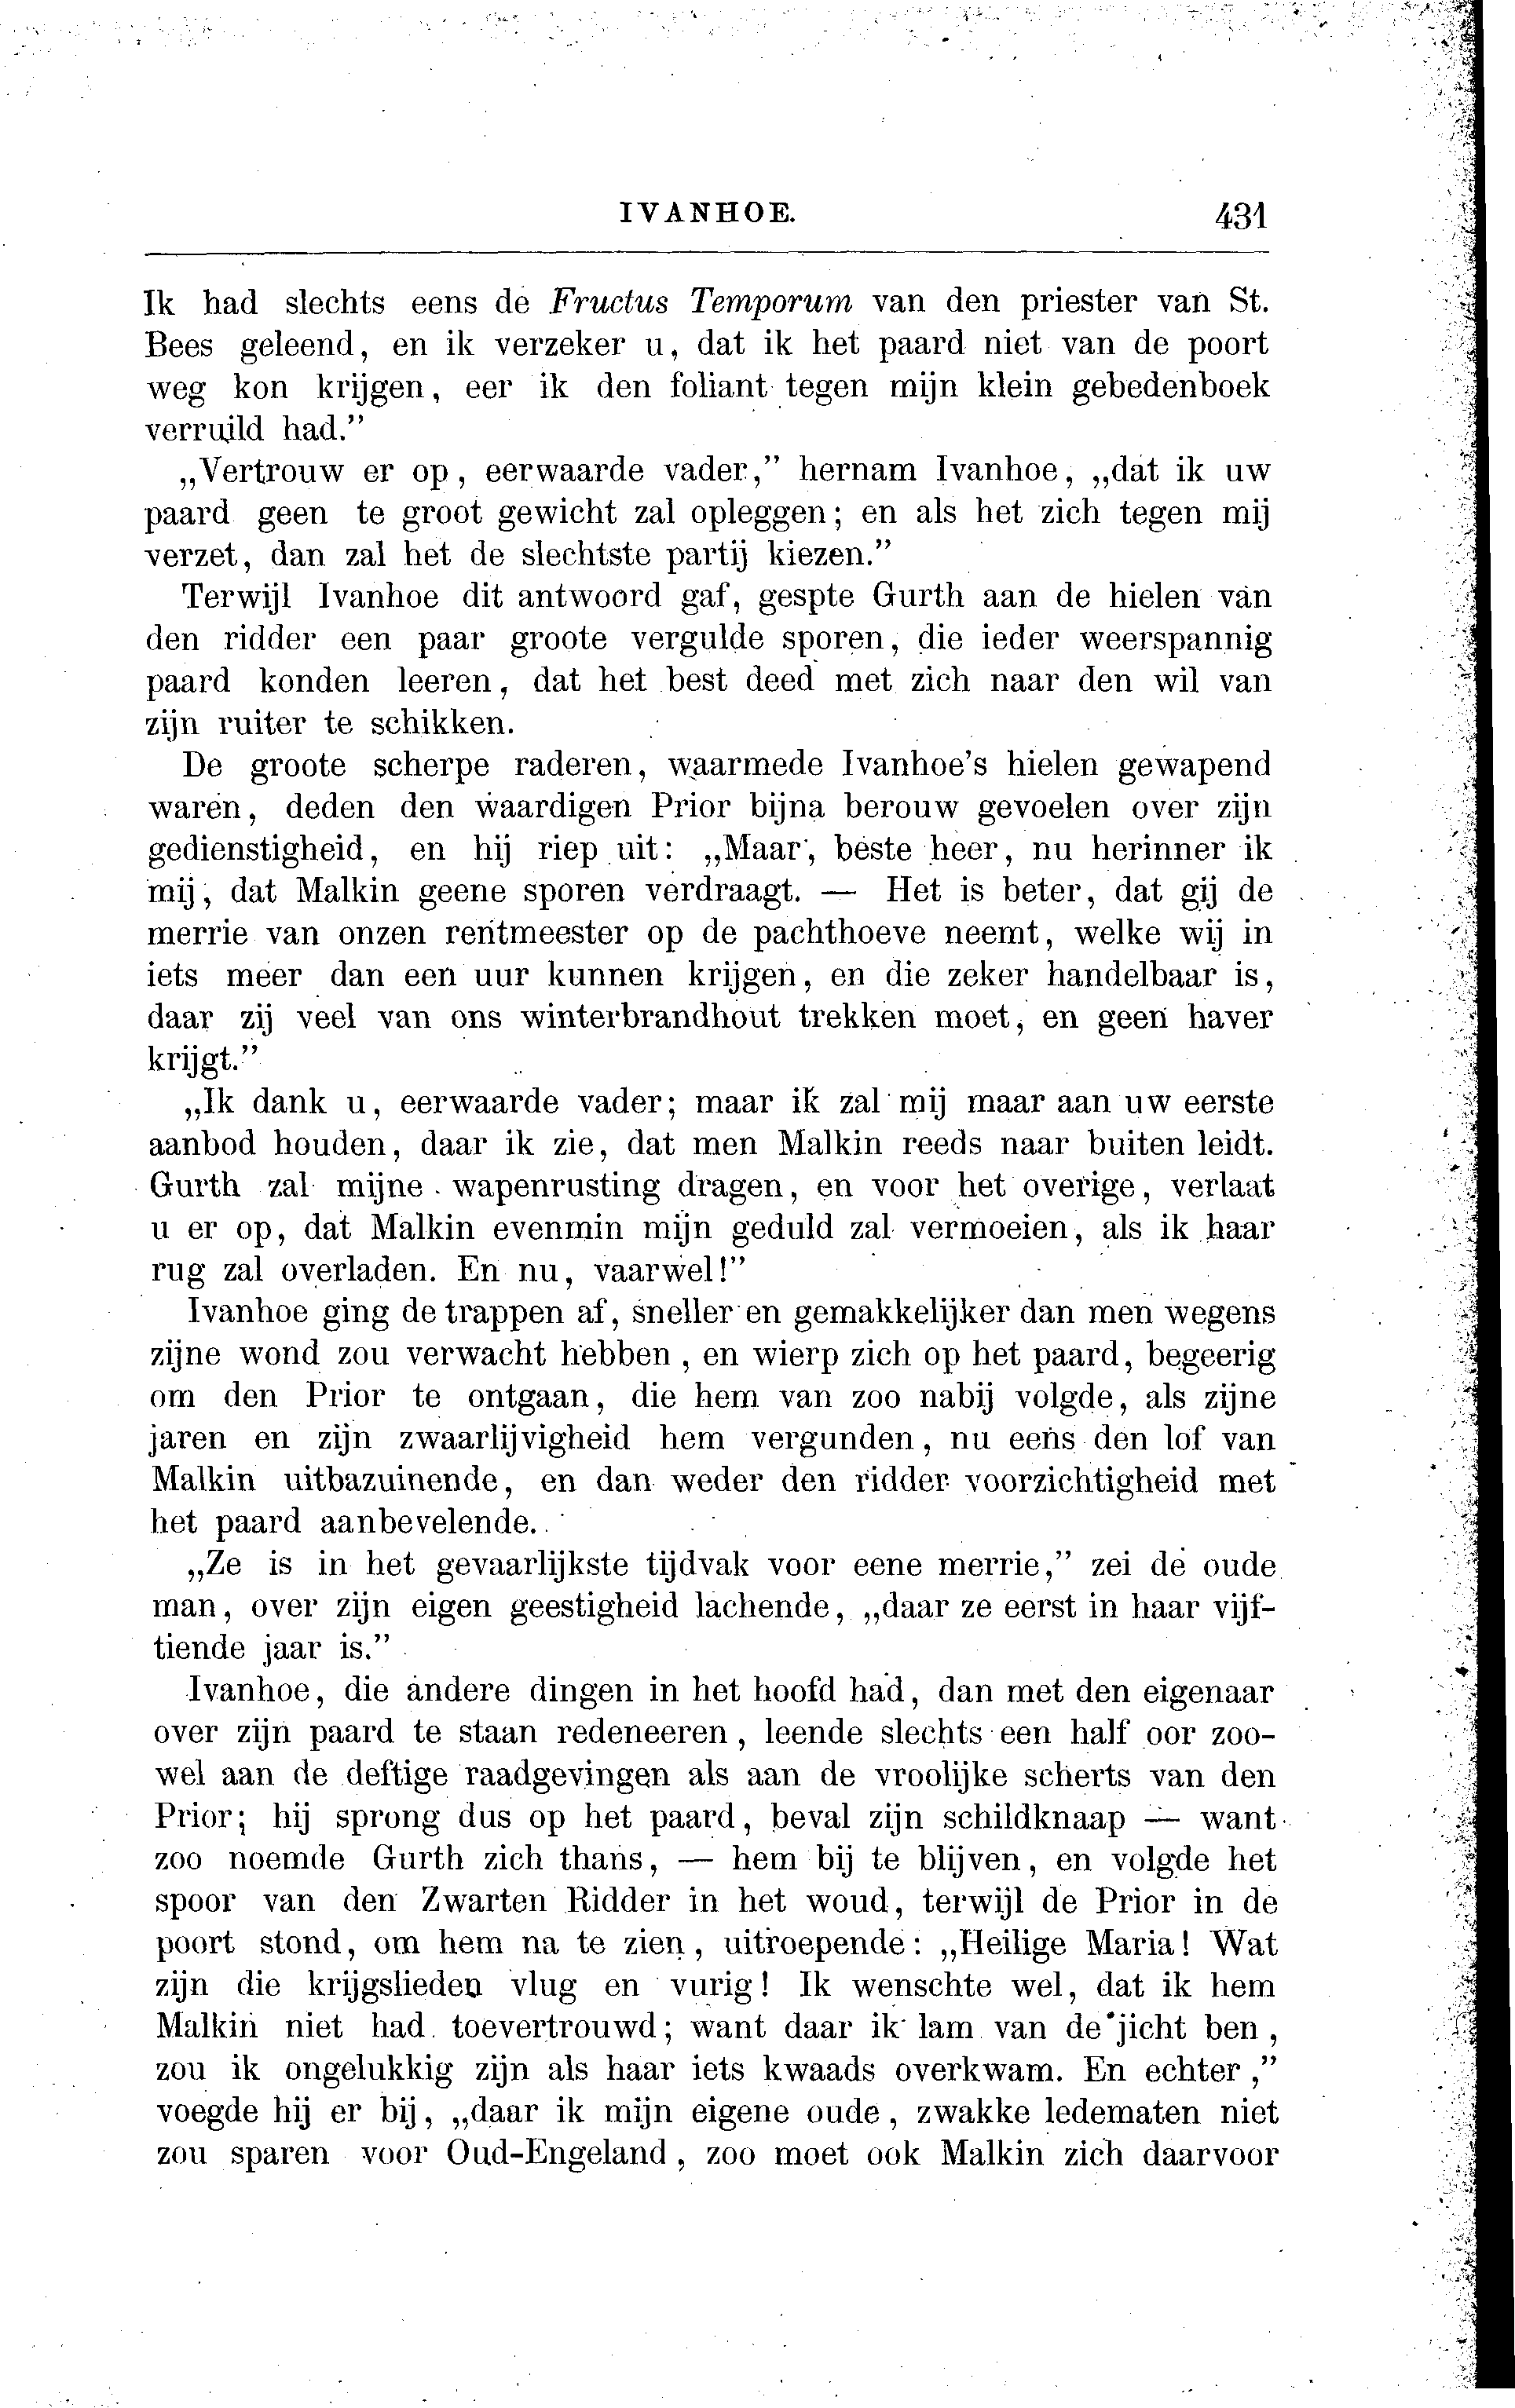 IVANHOE. 431
Ik had slechts eens de Fructus Temporum van den priester van St.
Bees geleend, en ik verzeker u, dat ik het paard niet van de poort
weg kon krijgen, eer ik den foliant tegen mijn klein gebedenboek
verruild had.”
„Vertrouw er op, eerwaarde vader,” hernam Ivanhoe, „dat ik uw
paard geen te groot gewicht zal opleggen; en als het zich tegen mij
verzet, dan zal het de slechtste partij kiezen.”
Terwijl Ivanhoe dit antwoord gaf, gespte Gurth aan de hielen van
den ridder een paar groote vergulde sporen, die ieder weerspannig
paard konden leeren, dat het best deed met zich naar den wil van
zijn ruiter te schikken.
De groote scherpe raderen, waarmede Ivanhoe's hielen gewapend
waren, deden den waardigen Prior bijna berouw gevoelen over zijn
gedienstigheid, en hij riep uit: „Maar, beste heer, nu herinner ik
mij, dat Malkin geene sporen verdraagt. — Het is beter, dat gij de
merrie van onzen rentmeester op de pachthoeve neemt, welke wij in
iets meer dan een uur kunnen krijgen, en die zeker handelbaar is,
daar zij veel van ons winterbrandhout trekken moet, en geen haver
krijgt.”
„Ik dank u, eerwaarde vader; maar ik zal mij maar aan uw eerste
aanbod houden, daar ik zie, dat men Malkin reeds naar buiten leidt.
Gurth zal mijne wapenrusting dragen, en voor het overige, verlaat
u er op, dat Malkin evenmin mijn geduld zal vermoeien, als ik haar
rug zal overladen. En nu, vaarwel!”
Ivanhoe ging de trappen af, sneller en gemakkelijker dan men wegens
zijne wond zou verwacht hebben, en wierp zich op het paard, begeerig
om den Prior te ontgaan, die hem van zoo nabij volgde, als zijne
jaren en zijn zwaarlijvigheid hem vergunden, nu eens den lof van
Malkin uitbazuinende, en dan weder den ridder voorzichtigheid met
het paard aanbevelende.
„Ze is in het gevaarlijkste tijdvak voor eene merrie,” zei de oude
man, over zijn eigen geestigheid lachende, „daar ze eerst in haar vijf-
tiende jaar is.”
Ivanhoe, die andere dingen in het hoofd had, dan met den eigenaar
over zijn paard te staan redeneeren, leende slechts een half oor zoo-
wel aan de deftige raadgevingen als aan de vroolijke scherts van den
Prior; hij sprong dus op het paard, beval zijn schildknaap — want
zoo noemde Gurth zich thans, — hem bij te blijven, en volgde het
spoor van den Zwarten Ridder in het woud, terwijl de Prior in de
poort stond, om hem na te zien, uitroepende: „Heilige Maria! Wat
zijn die krijgslieden vlug en vurig! Ik wenschte wel, dat ik hem
Malkin niet had toevertrouwd; want daar ik lam van de jicht ben,
zou ik ongelukkig zijn als haar iets kwaads overkwam. En echter,”
voegde hij er bij, „daar ik mijn eigene oude, zwakke ledematen niet
zou sparen voor Oud-Engeland, zoo moet ook Malkin zich daarvoor